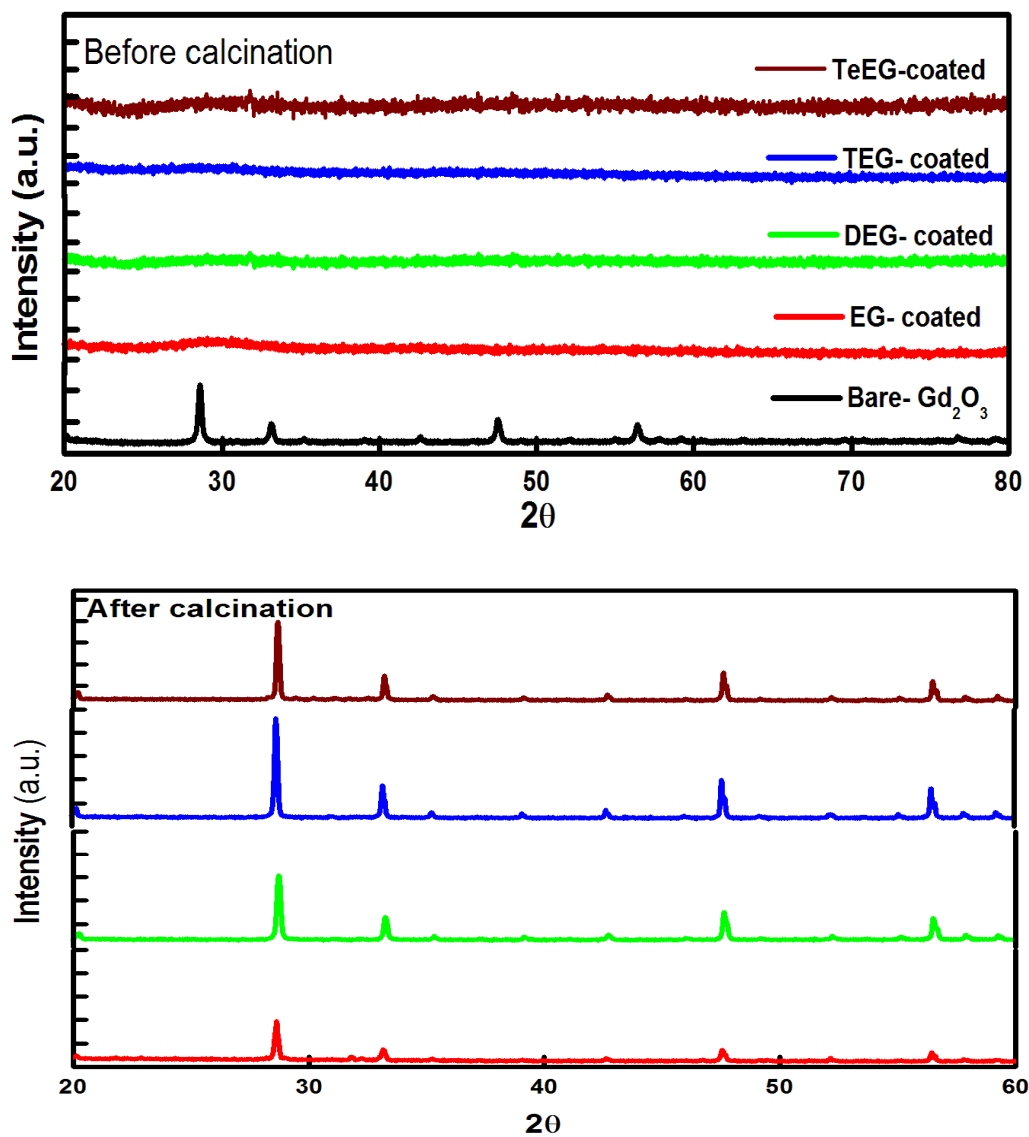 Before calcination
TeEG-coated
TEG- coated
DEG- coated
EG- coated
Bare- Gd₂O₃
Intensity (a.u.)
20 30 40 50 60 70 80
2θ
After calcination
Intensity (a.u.)
20 30 40 50 60
2θ